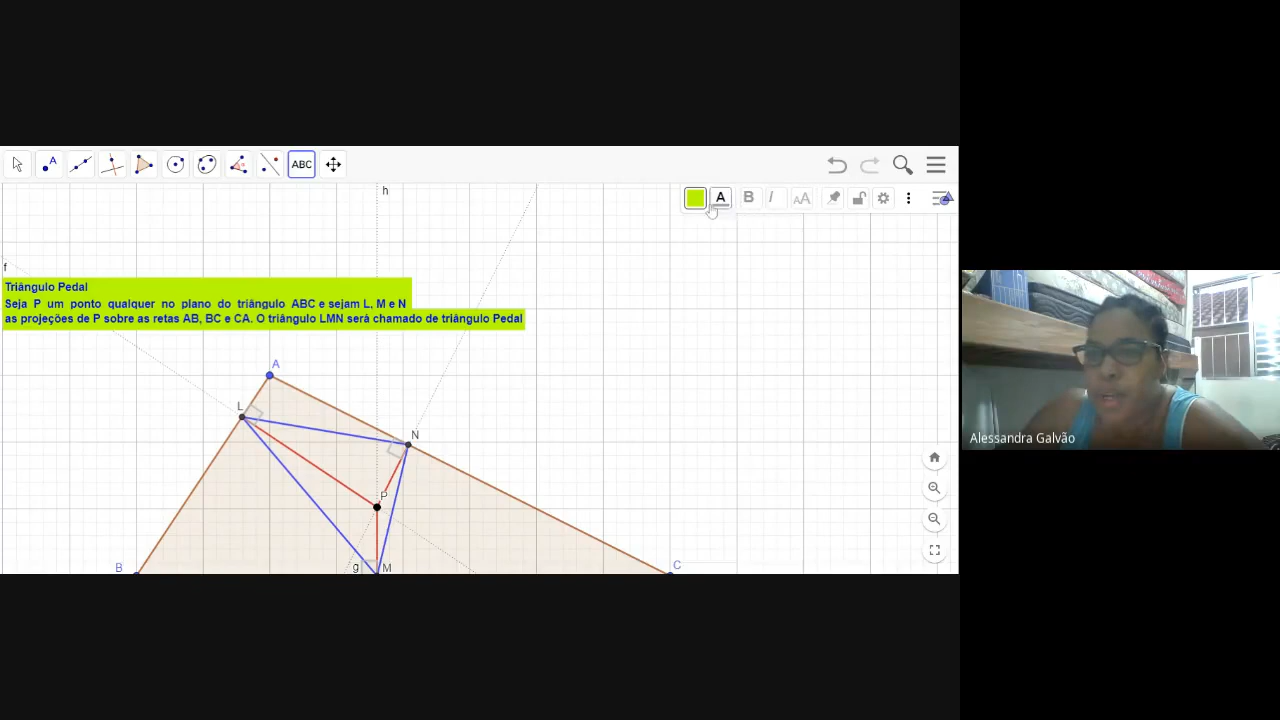 A
ABC
h
A B I AA
f
Triângulo Pedal
Seja P um ponto qualquer no plano do triângulo ABC e sejam L, M e N
as projeções de P sobre as retas AB, BC e CA. O triângulo LMN será chamado de triângulo Pedal
A
L
N
P
B
g
M
C
Alessandra Galvão